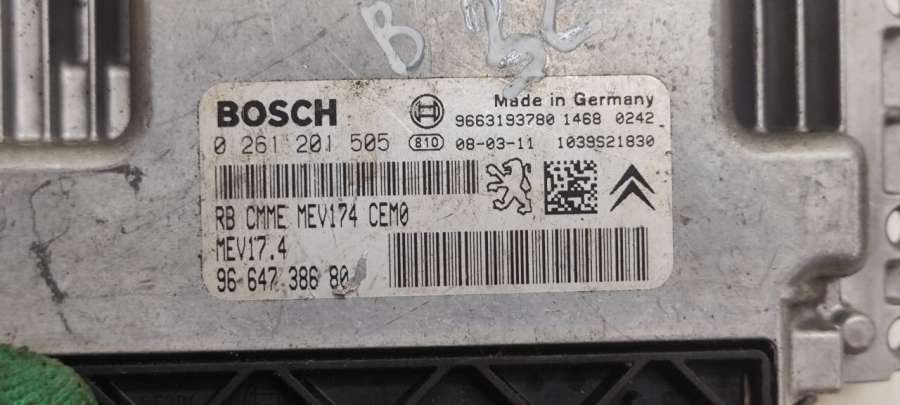 BOSCH
Made in Germany
9663193780 1468 0242
0 261 201 505 810 08-03-11 1039S21830
RB CMME MEV174 CEM0
MEV17.4
96 647 386 80